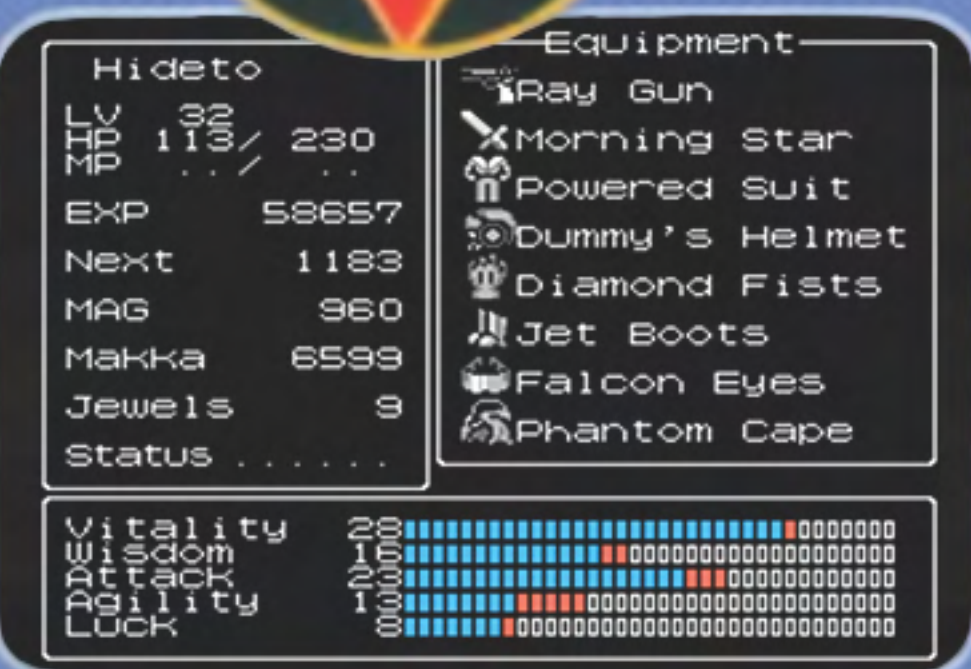 Hideto
LV 32
HP 113/ 230
MP ../ ..
EXP 58657
Next 1183
MAG 960
Makka 6599
Jewels 9
Status ......
Equipment
Ray Gun
Morning Star
Powered Suit
Dummy's Helmet
Diamond Fists
Jet Boots
Falcon Eyes
Phantom Cape
Vitality 28
Wisdom 16
Attack 23
Agility 13
Luck 8